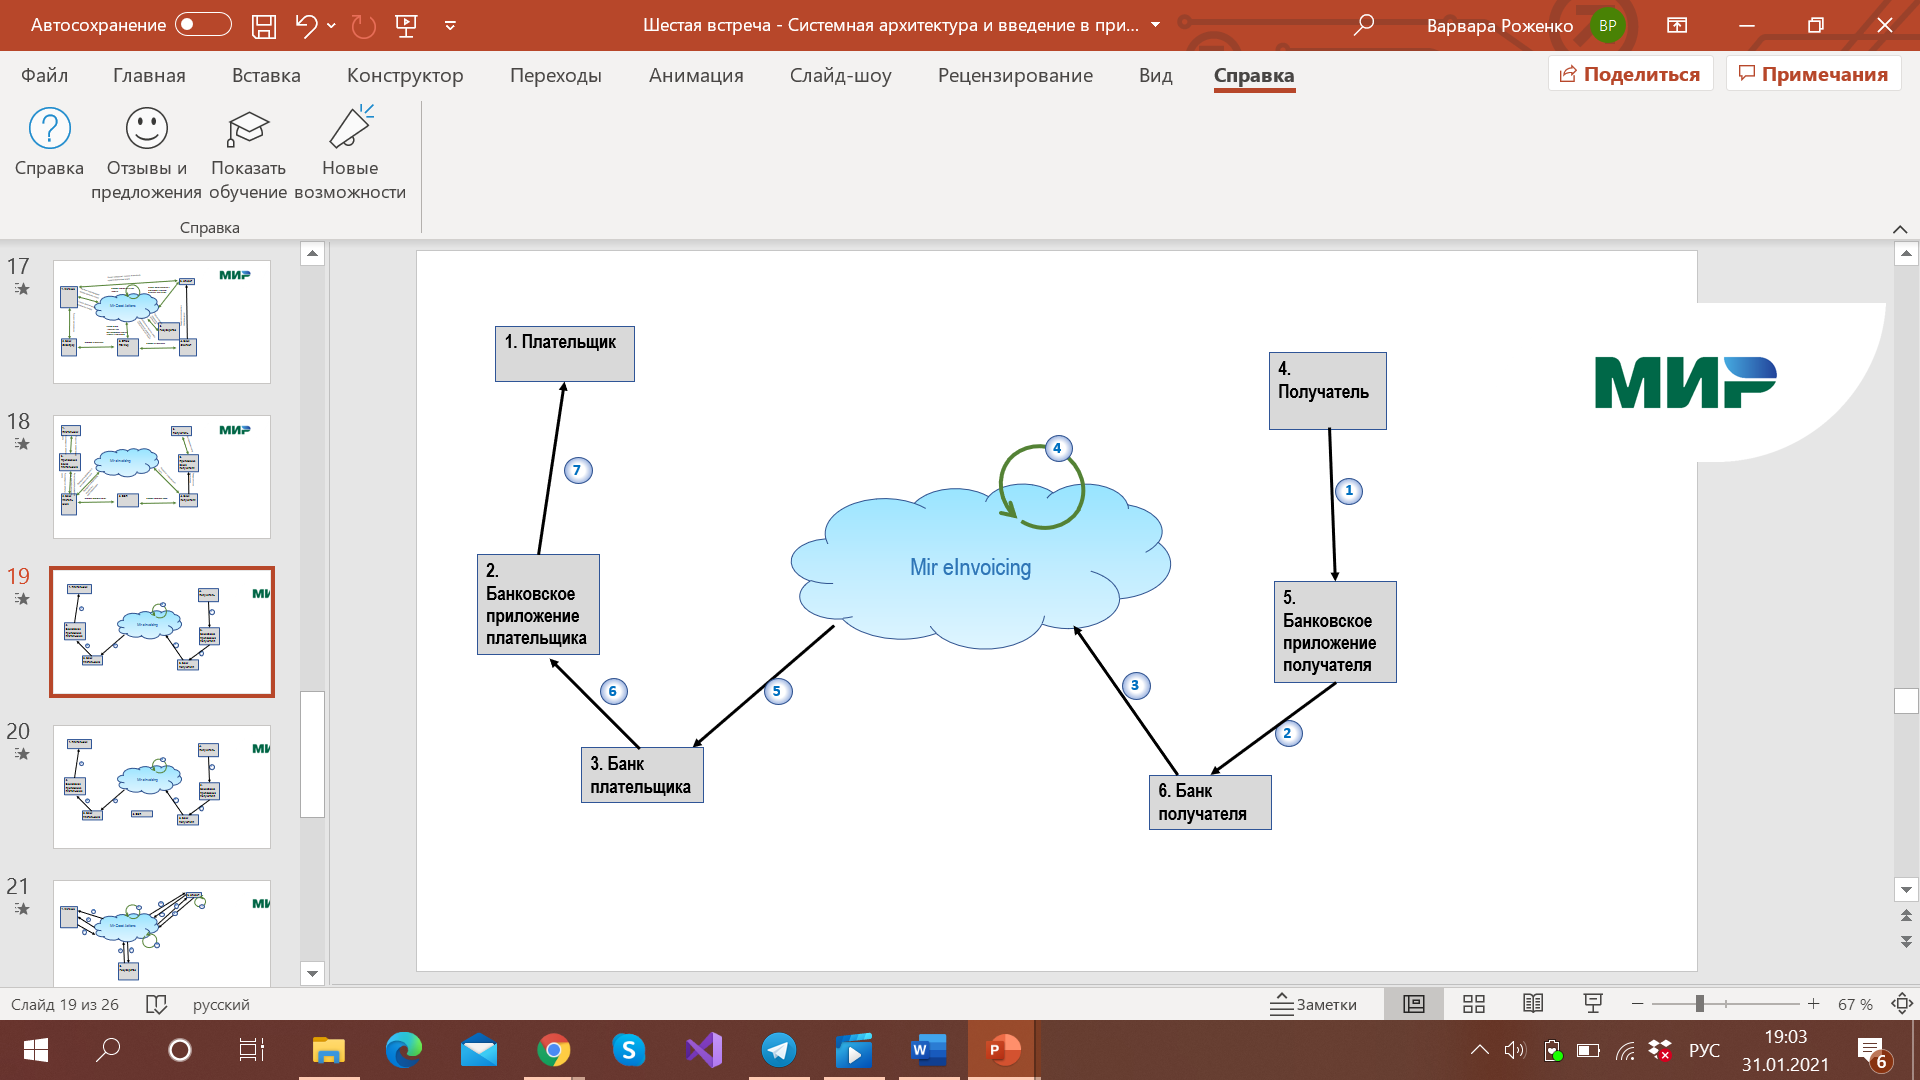 Автосохранение
Шестая встреча - Системная архитектура и введение в при...
Варвара Роженко
ВР
Файл
Главная
Вставка
Конструктор
Переходы
Анимация
Слайд-шоу
Рецензирование
Вид
Справка
Поделиться
Примечания
Справка
Отзывы и
предложения
Показать
обучение
Новые
возможности
Справка
17
МИР
18
МИР
19
20
21
1. Плательщик
2.
Банковское
приложение
плательщика
3. Банк
плательщика
Mir eInvoicing
4.
Получатель
5.
Банковское
приложение
получателя
6. Банк
получателя
7
6
5
4
3
2
1
МИР
Слайд 19 из 26
русский
Заметки
67 %
РУС
19:03
31.01.2021
6